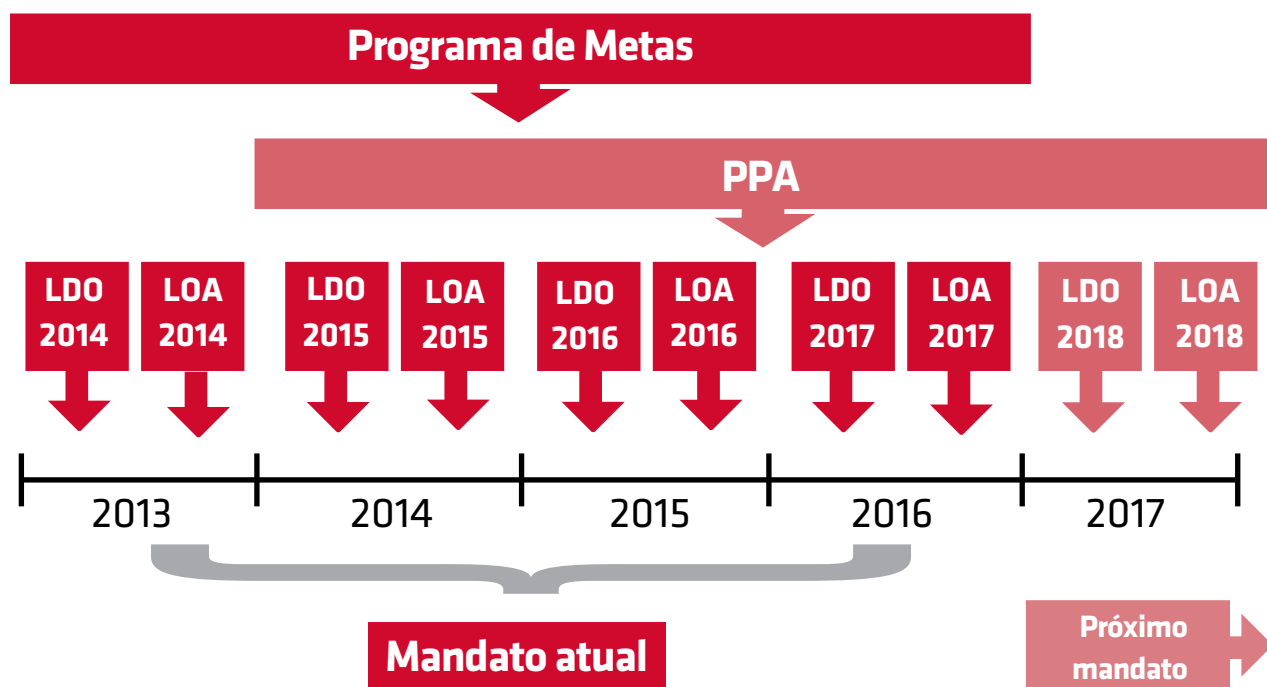 Programa de Metas
PPA
LDO
2014
LOA
2014
LDO
2015
LOA
2015
LDO
2016
LOA
2016
LDO
2017
LOA
2017
LDO
2018
LOA
2018
2013
2014
2015
2016
2017
Mandato atual
Próximo
mandato